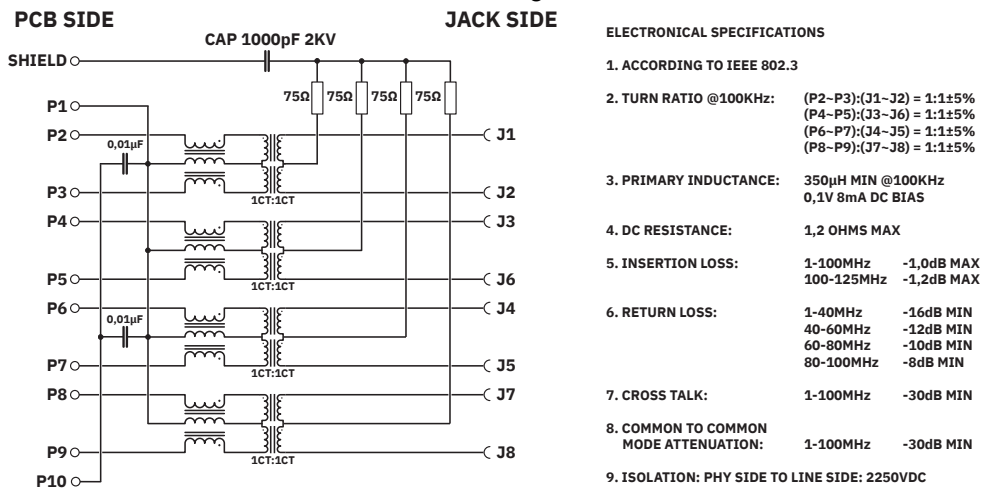 PCB SIDE
JACK SIDE
CAP 1000pF 2KV
SHIELD
75Ω 75Ω 75Ω 75Ω
P1
P2
J1
0,01µF
P3
J2
1CT:1CT
P4
J3
P5
J6
1CT:1CT
P6
J4
0,01µF
P7
J5
1CT:1CT
P8
J7
P9
J8
1CT:1CT
P10
ELECTRONICAL SPECIFICATIONS
1. ACCORDING TO IEEE 802.3
2. TURN RATIO @100KHz: (P2~P3):(J1~J2) = 1:1±5%
(P4~P5):(J3~J6) = 1:1±5%
(P6~P7):(J4~J5) = 1:1±5%
(P8~P9):(J7~J8) = 1:1±5%
3. PRIMARY INDUCTANCE: 350µH MIN @100KHz
0,1V 8mA DC BIAS
4. DC RESISTANCE: 1,2 OHMS MAX
5. INSERTION LOSS: 1-100MHz -1,0dB MAX
100-125MHz -1,2dB MAX
6. RETURN LOSS: 1-40MHz -16dB MIN
40-60MHz -12dB MIN
60-80MHz -10dB MIN
80-100MHz -8dB MIN
7. CROSS TALK: 1-100MHz -30dB MIN
8. COMMON TO COMMON
MODE ATTENUATION: 1-100MHz -30dB MIN
9. ISOLATION: PHY SIDE TO LINE SIDE: 2250VDC